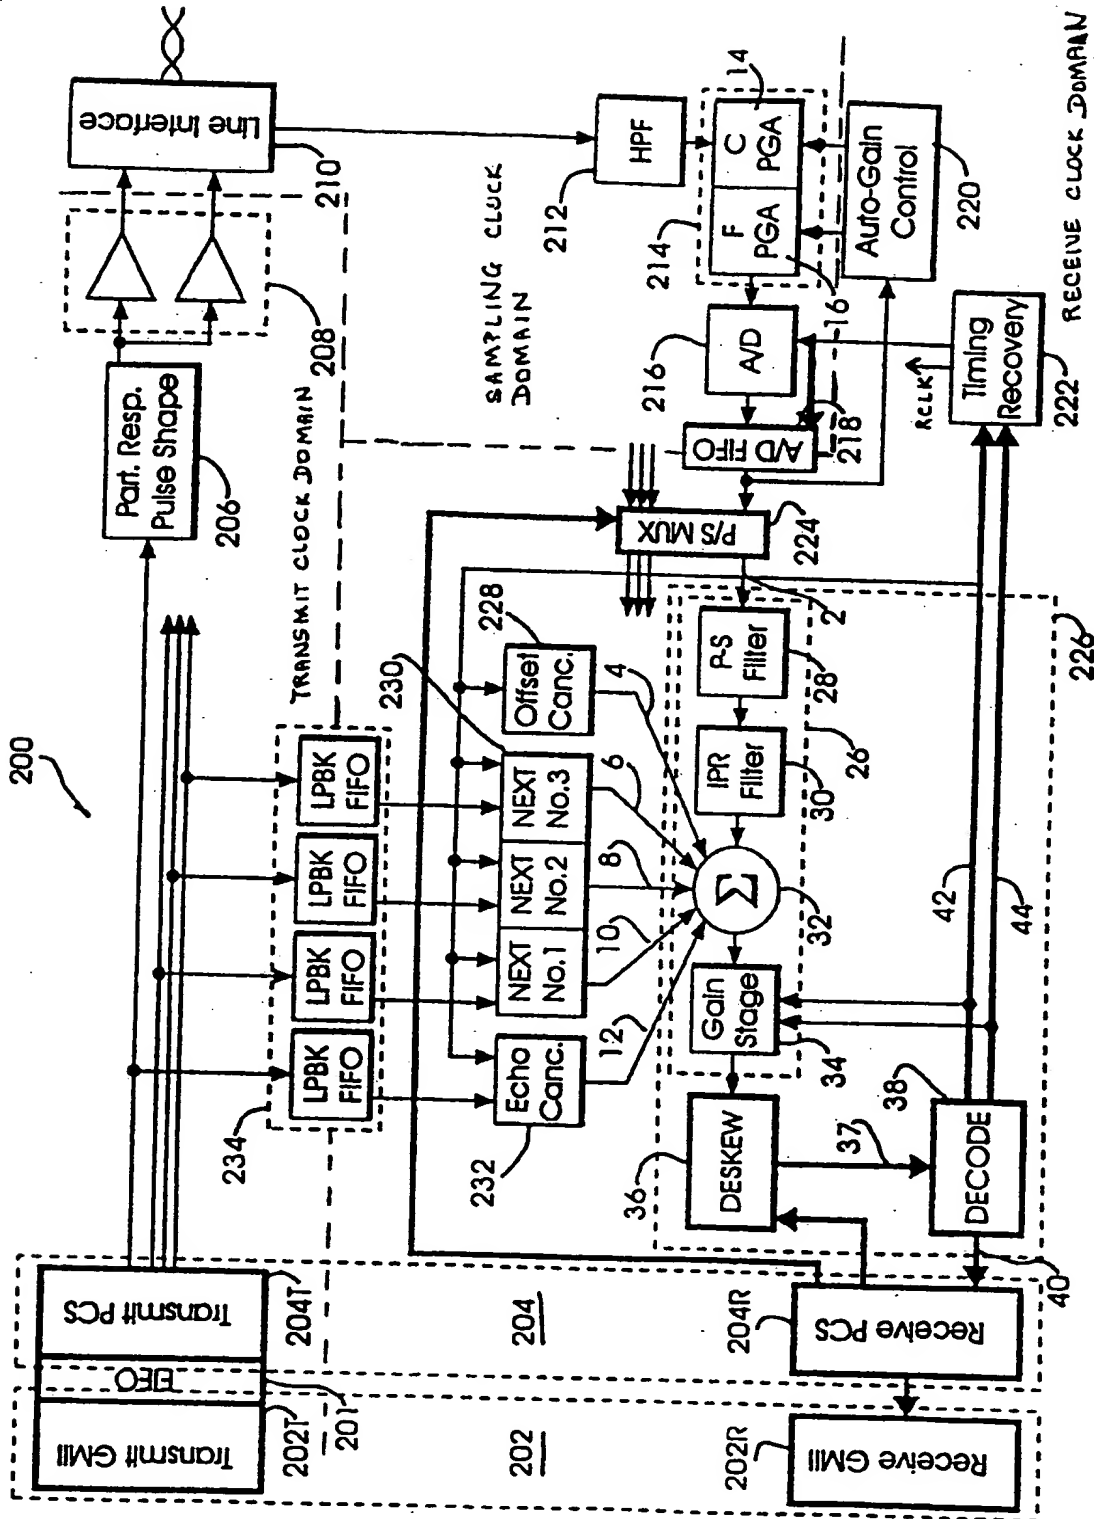 200
Transmit GMII
202T
FIFO
201
Transmit PCS
204T
Part. Resp.
Pulse Shape
206
208
Line Interface
210
TRANSMIT CLOCK DOMAIN
SAMPLING CLOCK
DOMAIN
234
LPBK
FIFO
LPBK
FIFO
LPBK
FIFO
LPBK
FIFO
HPF
212
232
Echo
Canc.
NEXT
No.1
NEXT
No.2
NEXT
No.3
230
Offset
Canc.
228
12
10
8
6
4
2
P/S MUX
224
A/D FIFO
218
A/D
216
214
F
PGA
C
PGA
14
16
Auto-Gain
Control
220
202
204
36
DESKEW
Gain
Stage
34
Σ
32
IPR
Filter
30
P-S
Filter
28
26
37
42
44
38
DECODE
40
204R
Receive PCS
202R
Receive GMII
RCLK
Timing
Recovery
222
226
RECEIVE CLOCK DOMAIN